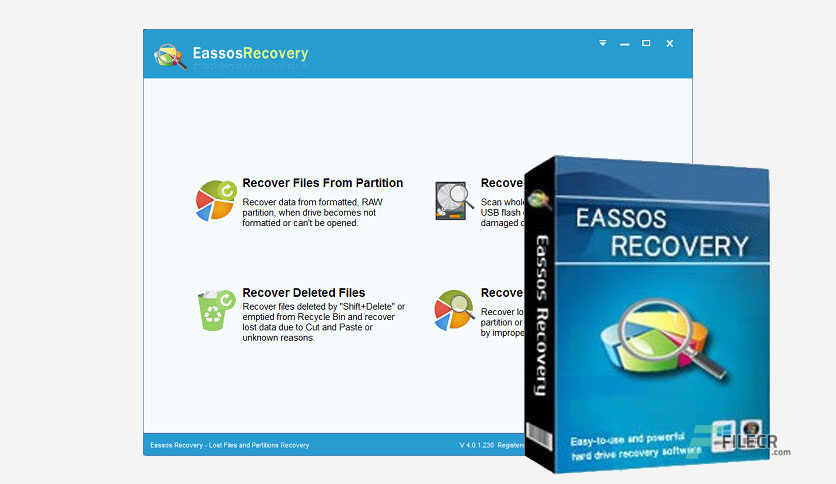 EassosRecovery
Recover Files From Partition
Recover data from formatted, RAW
partition, when drive becomes not
formatted or can't be opened.
Recove
Scan whole
USB flash
damaged
Recover Deleted Files
Recover files deleted by "Shift+Delete" or
emptied from Recycle Bin and recover
lost data due to Cut and Paste or
unknown reasons.
Recove
Recover lo
partition or
by imprope
Eassos Recovery - Lost Files and Partitions Recovery
V 4.0.1.230 Registere
EASSOS
RECOVERY
Eassos Recovery
Easy-to-use and powerful
hard drive recovery software
FILECR
.com